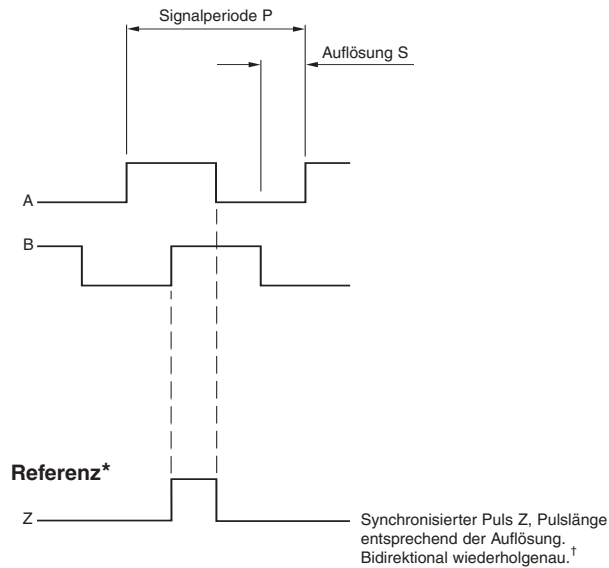 Signalperiode P
Auflösung S
A
B
Referenz*
Z
Synchronisierter Puls Z, Pulslänge
entsprechend der Auflösung.
Bidirektional wiederholgenau.†